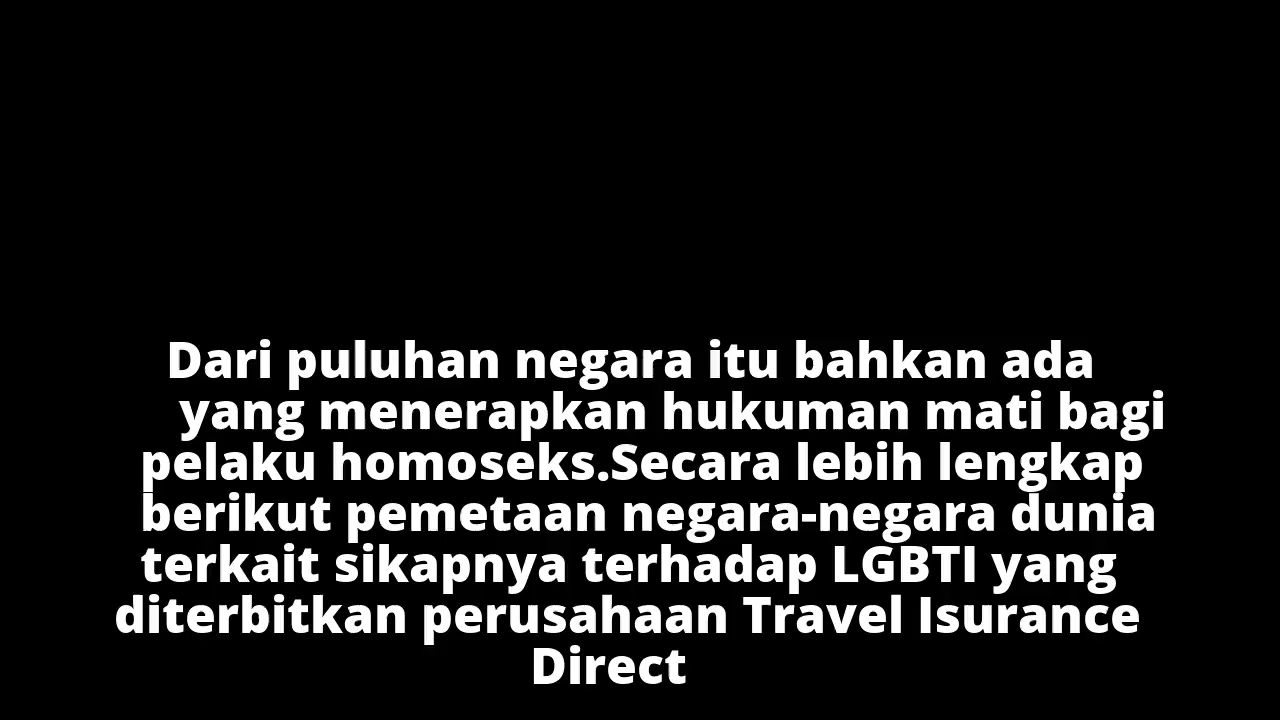 Dari puluhan negara itu bahkan ada
yang menerapkan hukuman mati bagi
pelaku homoseks.Secara lebih lengkap
berikut pemetaan negara-negara dunia
terkait sikapnya terhadap LGBTI yang
diterbitkan perusahaan Travel Isurance
Direct